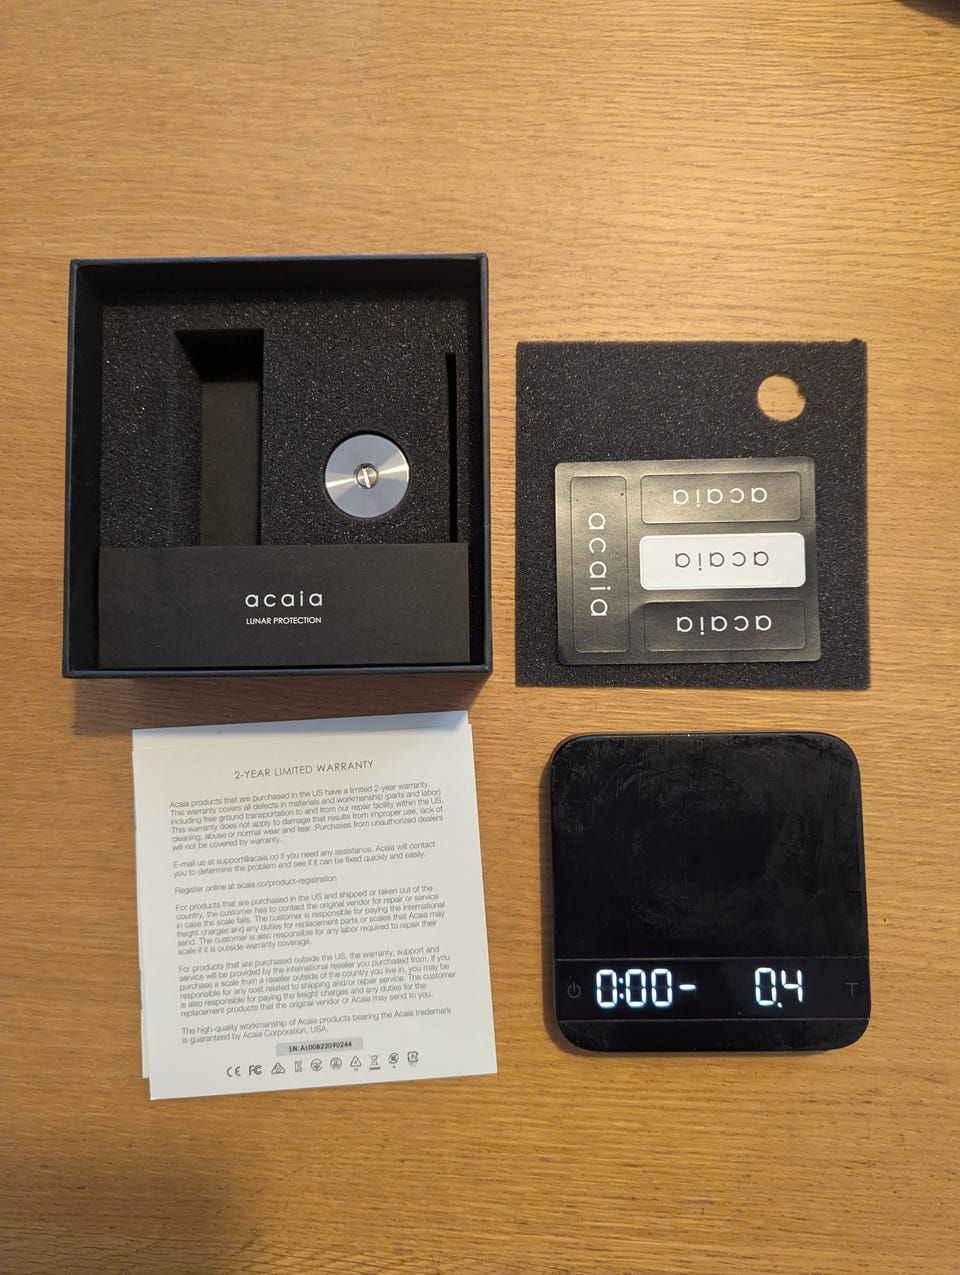 acaia
LUNAR PROTECTION
acaia
acaia
acaia
acaia
2-YEAR LIMITED WARRANTY
Acaia products that are purchased in the US have a limited 2-year warranty.
This warranty covers all defects in materials and workmanship (parts and labor)
including free ground transportation to and from our repair facility within the US.
This warranty does not apply to damage that results from improper use, lack of
cleaning, abuse or normal wear and tear. Purchases from unauthorized dealers
will not be covered by warranty.
E-mail us at support@acaia.co if you need any assistance. Acaia will contact
you to determine the problem and see if it can be fixed quickly and easily.
Register online at acaia.co/product-registration
For products that are purchased in the US and shipped or taken out of the
country, the customer has to contact the original vendor for repair or service
in case the scale fails. The customer is responsible for paying the international
freight charges and any duties for replacement parts or scales that Acaia may
send. The customer is also responsible for any labor required to repair their
scale if it is outside warranty coverage.
For products that are purchased outside the US, the warranty, support and
service will be provided by the international reseller you purchased from. If you
purchase a scale from a reseller outside of the country you live in, you may be
responsible for any cost related to shipping and/or repair service. The customer
is also responsible for paying the freight charges and any duties for the
replacement products that the original vendor or Acaia may send to you.
The high-quality workmanship of Acaia products bearing the Acaia trademark
is guaranteed by Acaia Corporation, USA.
SN:AL00822090244
CE FC
0:00- 0.4 T